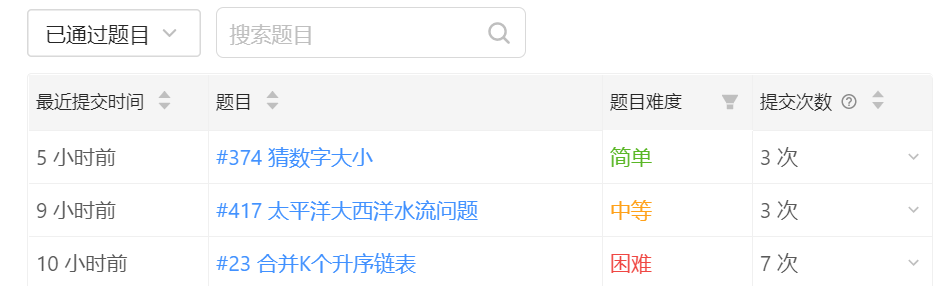 已通过题目 搜索题目
最近提交时间 题目 题目难度 提交次数 ?
5 小时前 #374 猜数字大小 简单 3 次
9 小时前 #417 太平洋大西洋水流问题 中等 3 次
10 小时前 #23 合并K个升序链表 困难 7 次